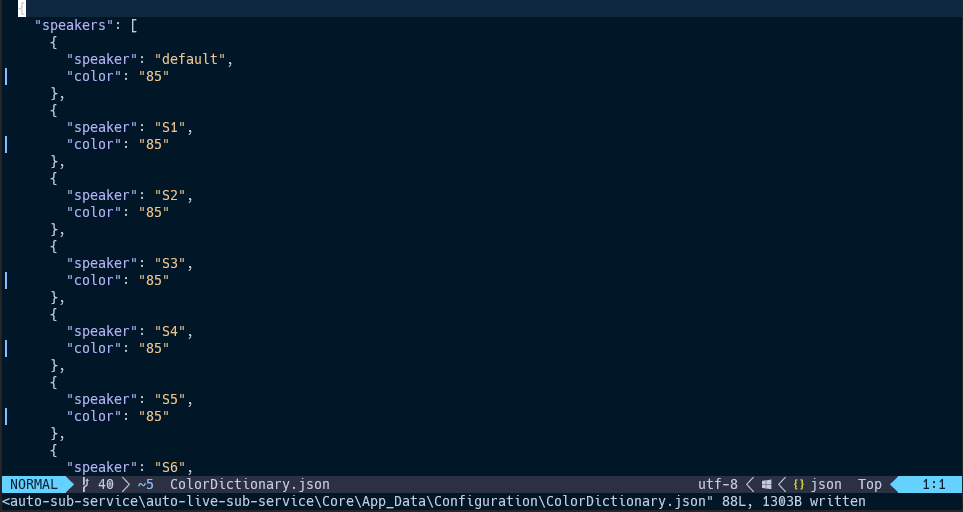 {
"speakers": [
{
"speaker": "default",
"color": "85"
},
{
"speaker": "S1",
"color": "85"
},
{
"speaker": "S2",
"color": "85"
},
{
"speaker": "S3",
"color": "85"
},
{
"speaker": "S4",
"color": "85"
},
{
"speaker": "S5",
"color": "85"
},
{
"speaker": "S6",
NORMAL 40 ~5 ColorDictionary.json utf-8 {} json Top 1:1
<auto-sub-service\auto-live-sub-service\Core\App_Data\Configuration\ColorDictionary.json" 88L, 1303B written